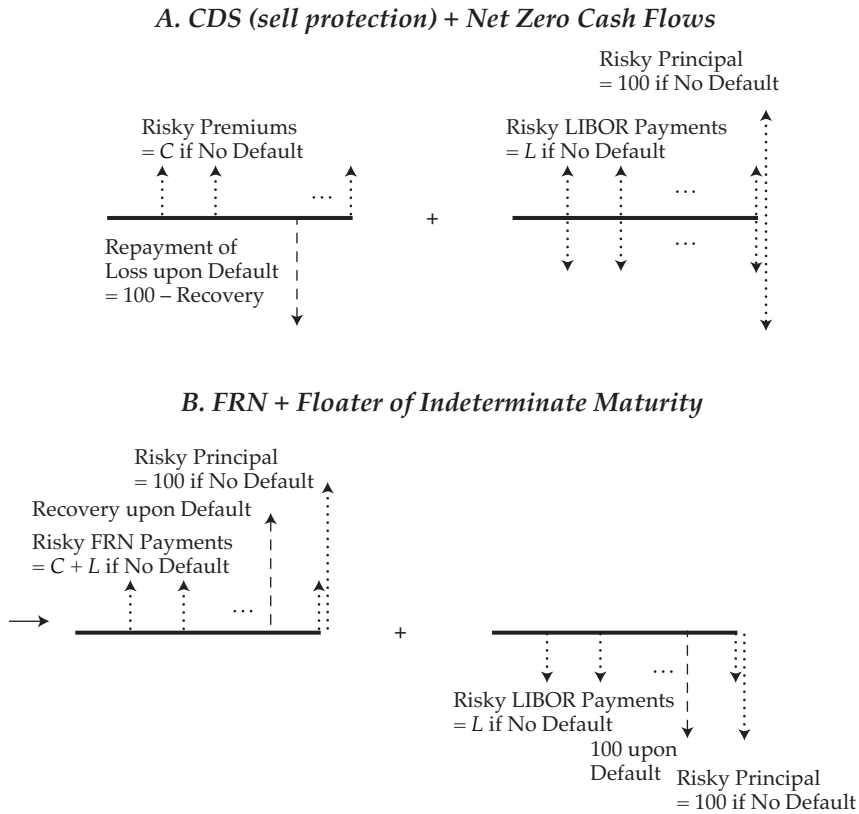 A. CDS (sell protection) + Net Zero Cash Flows
Risky Principal
= 100 if No Default
Risky Premiums
= C if No Default
Risky LIBOR Payments
= L if No Default
...
...
+
...
Repayment of
Loss upon Default
= 100 – Recovery
B. FRN + Floater of Indeterminate Maturity
Risky Principal
= 100 if No Default
Recovery upon Default
Risky FRN Payments
= C + L if No Default
...
+
...
Risky LIBOR Payments
= L if No Default
100 upon
Default
Risky Principal
= 100 if No Default